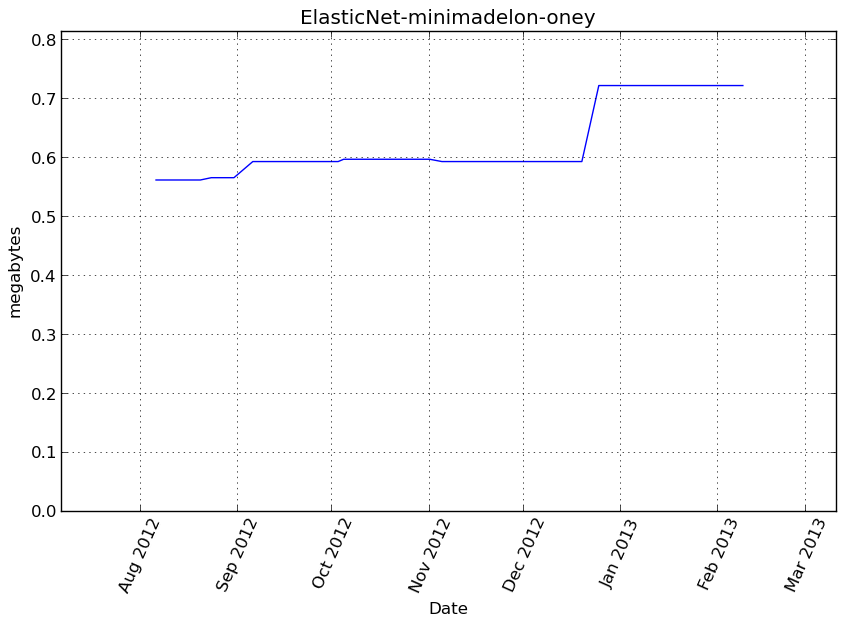 ElasticNet-minimadelon-oney
0.8
0.7
0.6
0.5
0.4
0.3
0.2
0.1
0.0
megabytes
Aug 2012
Sep 2012
Oct 2012
Nov 2012
Dec 2012
Jan 2013
Feb 2013
Mar 2013
Date